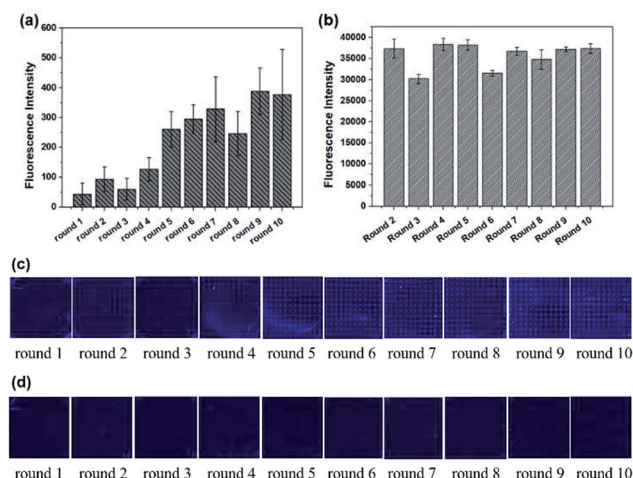 (a)
Fluorescence Intensity
600
500
400
300
200
100
0
round 1 round 2 round 3 round 4 round 5 round 6 round 7 round 8 round 9 round 10
(b)
Fluorescence Intensity
40000
35000
30000
25000
20000
15000
10000
5000
0
Round 2 Round 3 Round 4 Round 5 Round 6 Round 7 Round 8 Round 9 Round 10
(c)
round 1 round 2 round 3 round 4 round 5 round 6 round 7 round 8 round 9 round 10
(d)
round 1 round 2 round 3 round 4 round 5 round 6 round 7 round 8 round 9 round 10